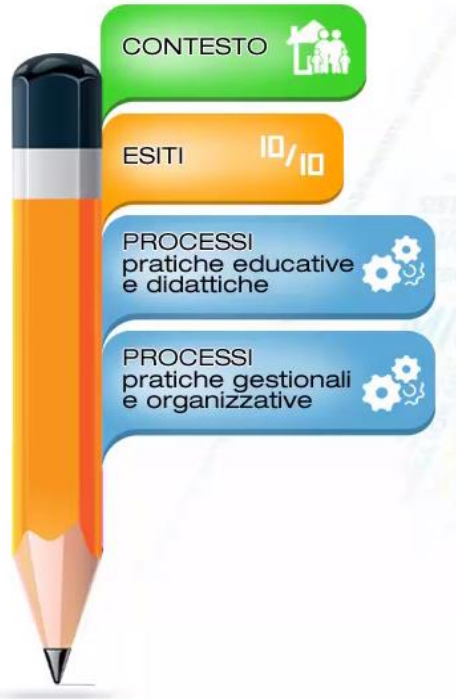 CONTESTO
ESITI 10/10
PROCESSI
pratiche educative
e didattiche
PROCESSI
pratiche gestionali
e organizzative